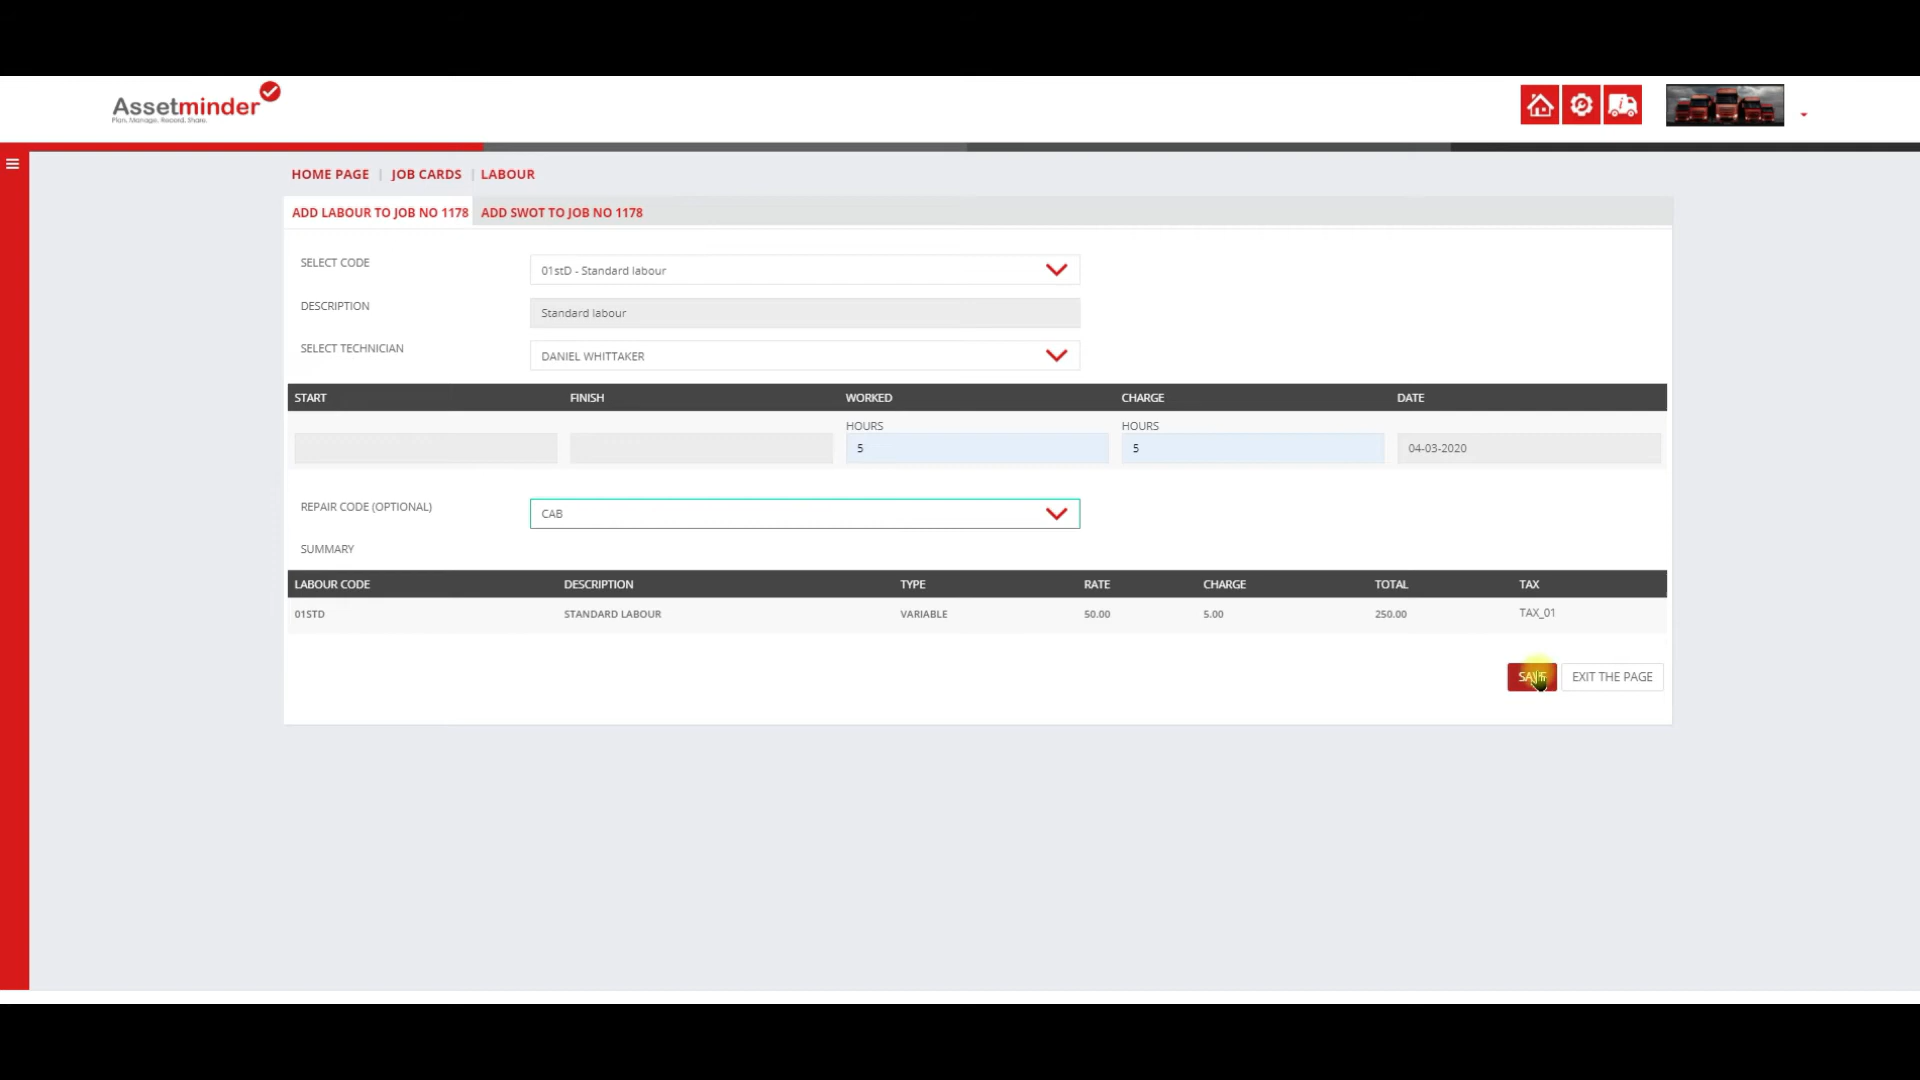 Assetminder
Plan. Manage. Record. Share.
HOME PAGE | JOB CARDS | LABOUR
ADD LABOUR TO JOB NO 1178 ADD SWOT TO JOB NO 1178
SELECT CODE 01stD - Standard labour
DESCRIPTION Standard labour
SELECT TECHNICIAN DANIEL WHITTAKER
START FINISH WORKED CHARGE DATE
HOURS HOURS
5 5 04-03-2020
REPAIR CODE (OPTIONAL) CAB
SUMMARY
LABOUR CODE DESCRIPTION TYPE RATE CHARGE TOTAL TAX
01STD STANDARD LABOUR VARIABLE 50.00 5.00 250.00 TAX_01
SAVE EXIT THE PAGE